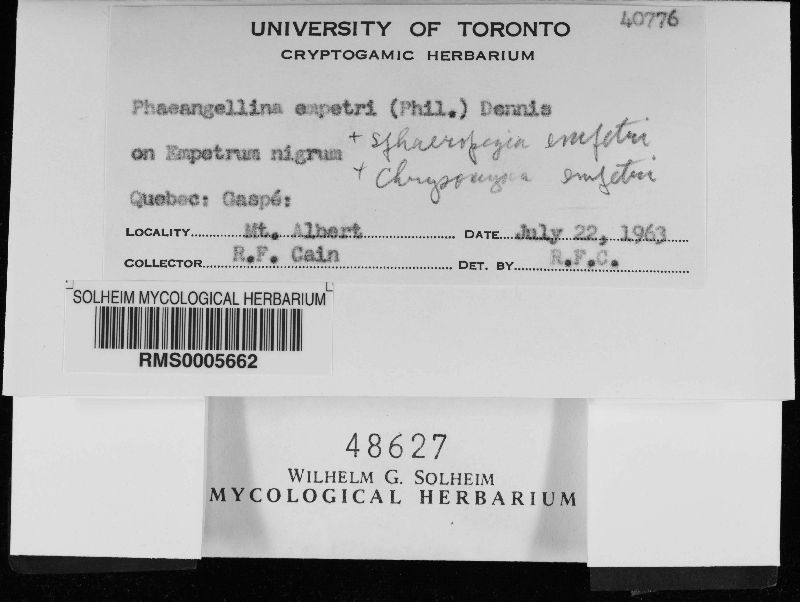 40776
UNIVERSITY OF TORONTO
CRYPTOGAMIC HERBARIUM
Phaeangellina empetri (Phil.) Dennis
+ Sphaeropezia empetri
on Empetrum nigrum
+ Chrysomyxa empetri
Quebec: Gaspé:
LOCALITY Mt. Albert DATE July 22, 1963
COLLECTOR R.F. Cain DET. BY R.F.C.
SOLHEIM MYCOLOGICAL HERBARIUM
RMS0005662
48627
WILHELM G. SOLHEIM
MYCOLOGICAL HERBARIUM